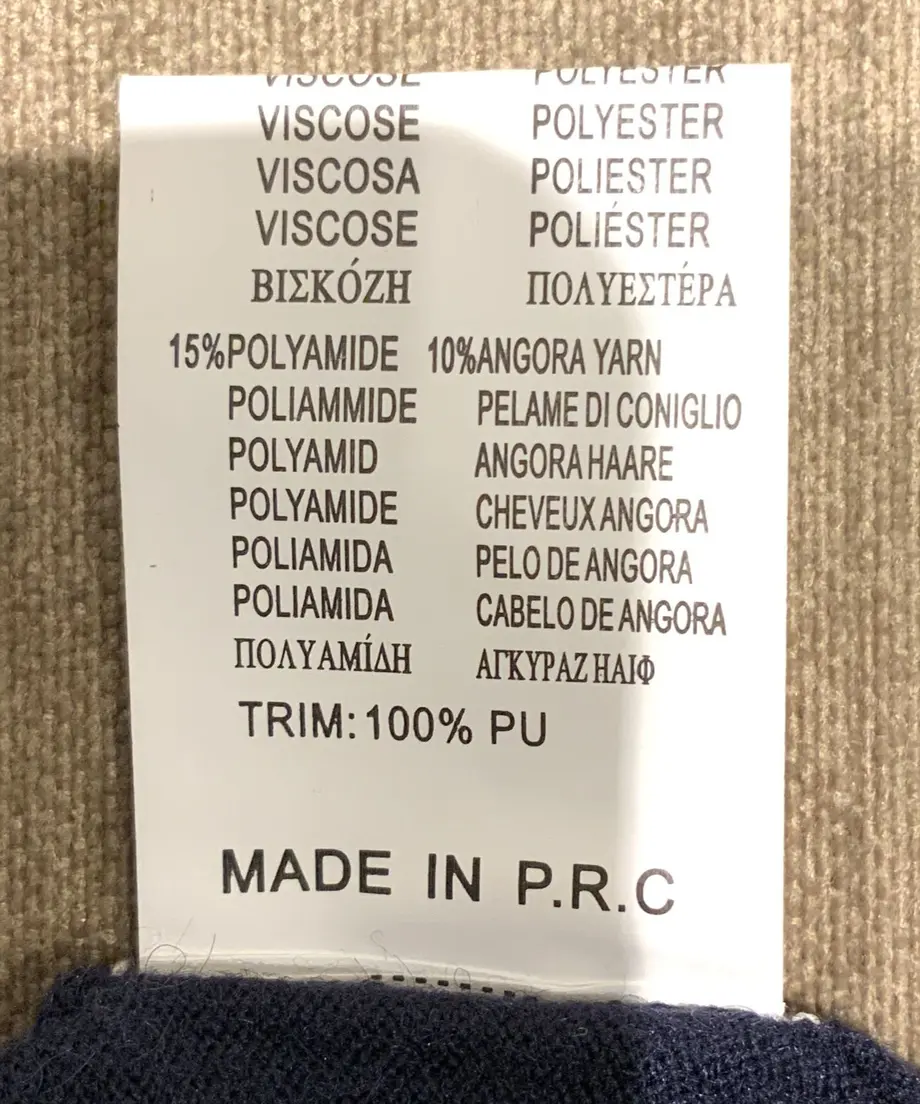 VISCOSE POLYESTER
VISCOSE POLYESTER
VISCOSA POLIESTER
VISCOSE POLIÉSTER
ΒΙΣΚΌΖΗ ΠΟΛΥΕΣΤΈΡΑ
15%POLYAMIDE 10%ANGORA YARN
POLIAMMIDE PELAME DI CONIGLIO
POLYAMID ANGORA HAARE
POLYAMIDE CHEVEUX ANGORA
POLIAMIDA PELO DE ANGORA
POLIAMIDA CABELO DE ANGORA
ΠΟΛΥΑΜΊΔΗ ΑΓΚΥΡΑΖ ΗΑΙΦ
TRIM: 100% PU
MADE IN P.R.C